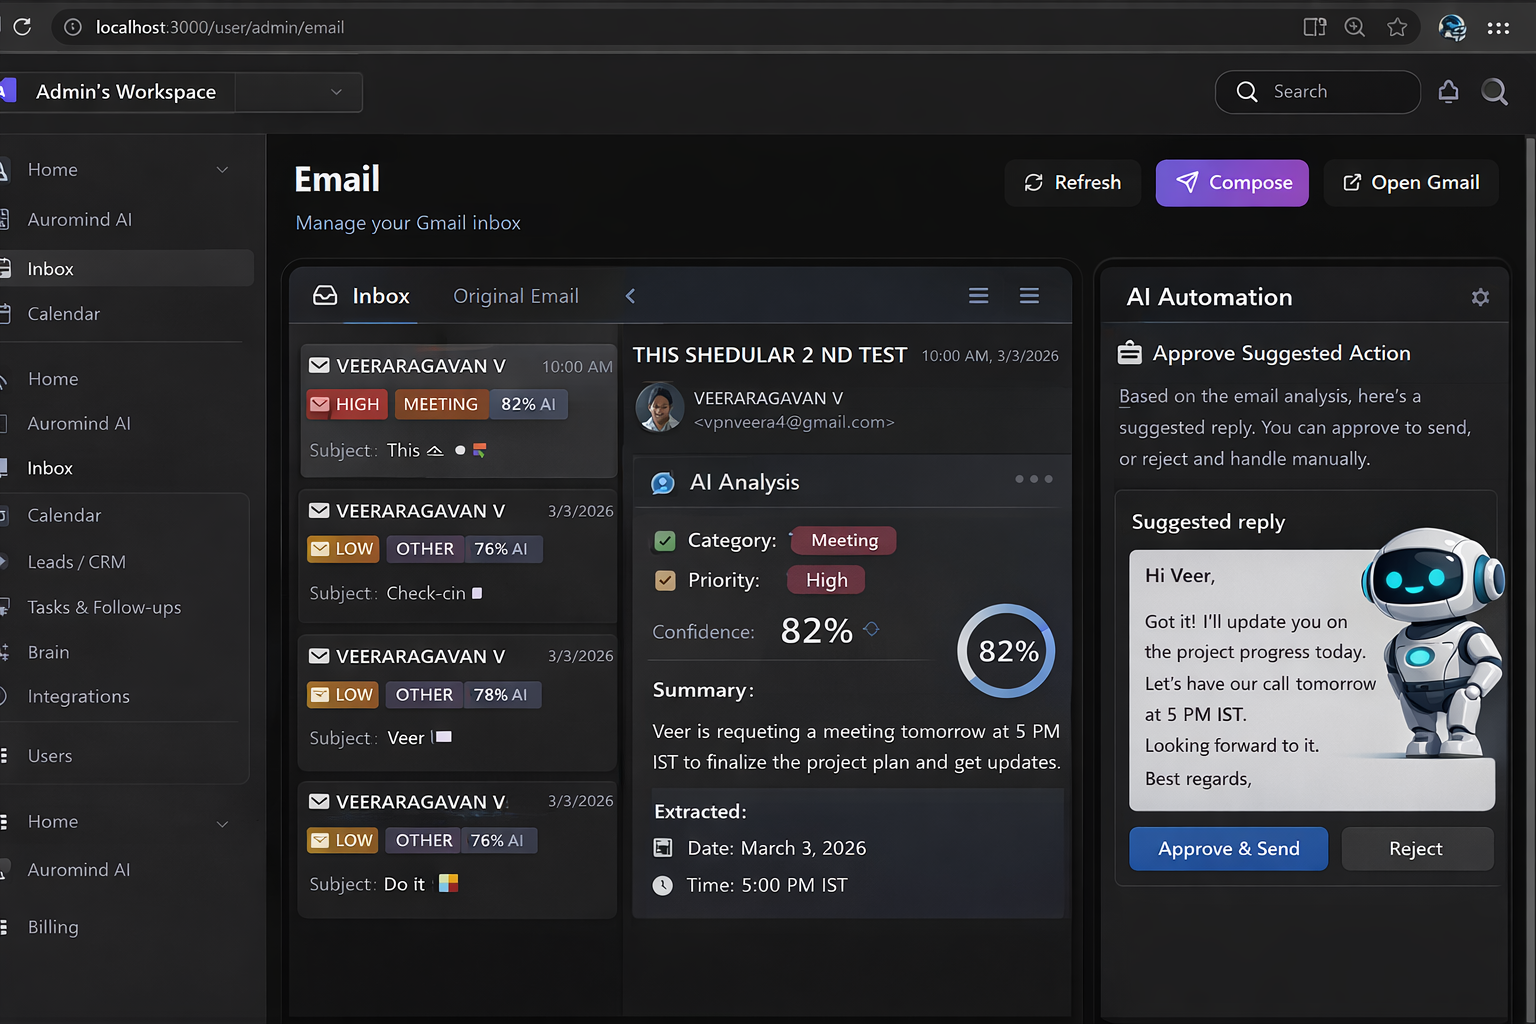 localhost:3000/user/admin/email
Admin's Workspace
Search
Home
Auromind AI
Inbox
Calendar
Home
Auromind AI
Inbox
Calendar
Leads / CRM
Tasks & Follow-ups
Brain
Integrations
Users
Home
Auromind AI
Billing
Email
Manage your Gmail inbox
Refresh
Compose
Open Gmail
Inbox
Original Email
VEERARAGAVAN V 10:00 AM
HIGH MEETING 82% AI
Subject: This
VEERARAGAVAN V 3/3/2026
LOW OTHER 76% AI
Subject: Check-cin
VEERARAGAVAN V 3/3/2026
LOW OTHER 78% AI
Subject: Veer
VEERARAGAVAN V 3/3/2026
LOW OTHER 76% AI
Subject: Do it
THIS SHEDULAR 2 ND TEST 10:00 AM, 3/3/2026
VEERARAGAVAN V
<vpnveera4@gmail.com>
AI Analysis
Category: Meeting
Priority: High
Confidence: 82%
82%
Summary:
Veer is requeting a meeting tomorrow at 5 PM
IST to finalize the project plan and get updates.
Extracted:
Date: March 3, 2026
Time: 5:00 PM IST
AI Automation
Approve Suggested Action
Based on the email analysis, here's a
suggested reply. You can approve to send,
or reject and handle manually.
Suggested reply
Hi Veer,
Got it! I'll update you on
the project progress today.
Let's have our call tomorrow
at 5 PM IST.
Looking forward to it.
Best regards,
Approve & Send
Reject